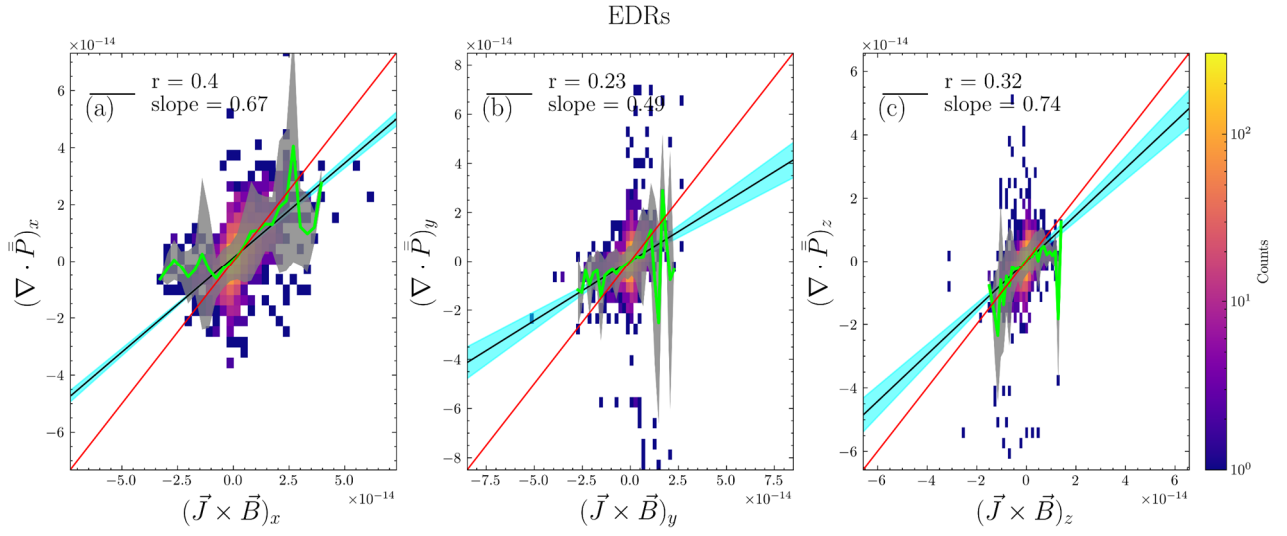 EDRs
×10⁻¹⁴
(a)
r = 0.4
slope = 0.67
6
4
2
0
−2
−4
−6
(∇ · P̿)ₓ
−5.0 −2.5 0.0 2.5 5.0
×10⁻¹⁴
(J⃗ × B⃗)ₓ
×10⁻¹⁴
(b)
r = 0.23
slope = 0.49
8
6
4
2
0
−2
−4
−6
−8
(∇ · P̿)_y
−7.5 −5.0 −2.5 0.0 2.5 5.0 7.5
×10⁻¹⁴
(J⃗ × B⃗)_y
×10⁻¹⁴
(c)
r = 0.32
slope = 0.74
6
4
2
0
−2
−4
−6
(∇ · P̿)_z
−6 −4 −2 0 2 4 6
×10⁻¹⁴
(J⃗ × B⃗)_z
10²
10¹
10⁰
Counts